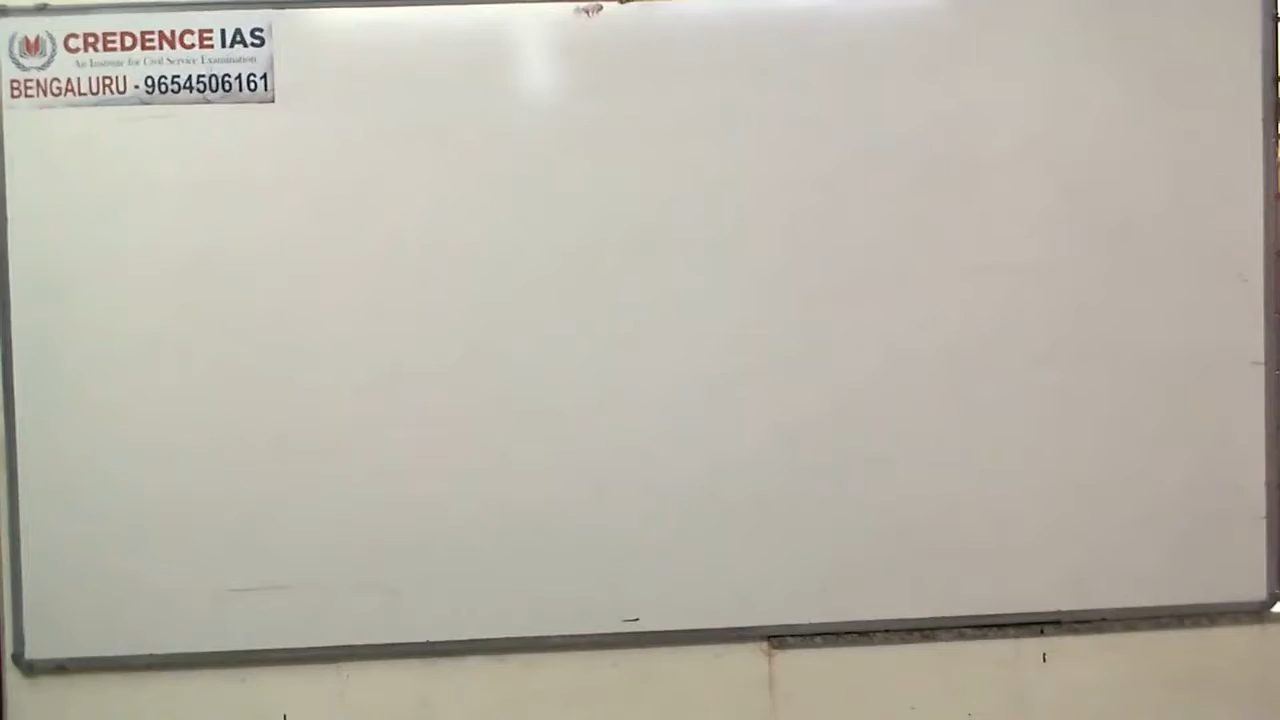 CREDENCE IAS
An Institute for Civil Service Examination
BENGALURU - 9654506161